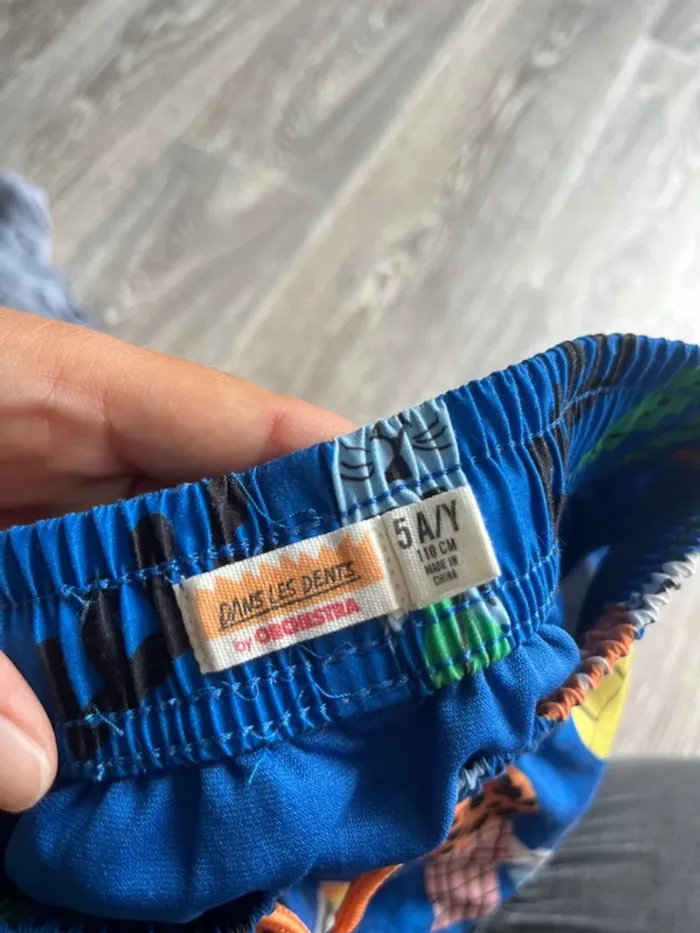 DANS LES DENTS
by ORCHESTRA
5 A/Y
110 CM
MADE IN
CHINA